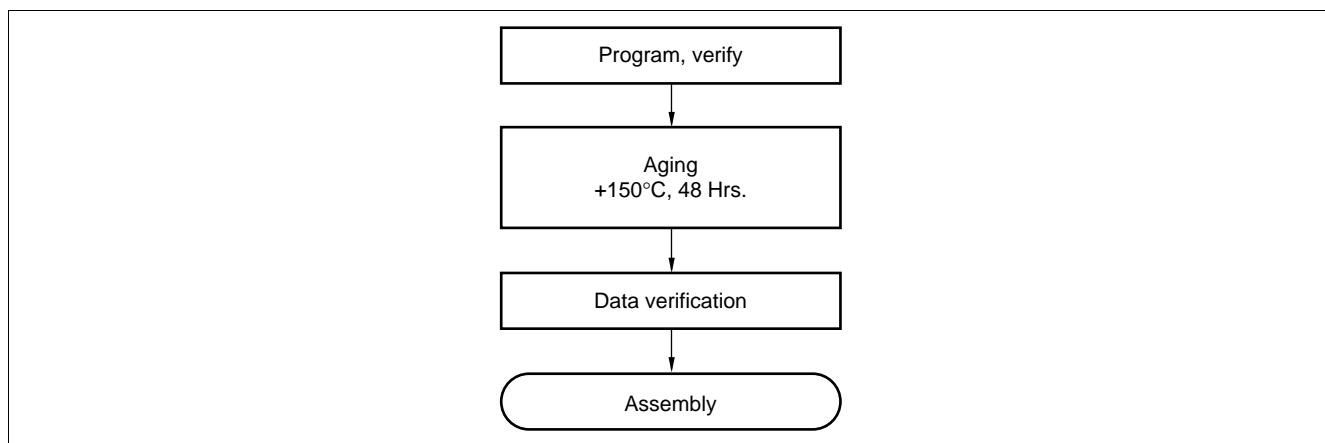 Program, verify
Aging
+150°C, 48 Hrs.
Data verification
Assembly